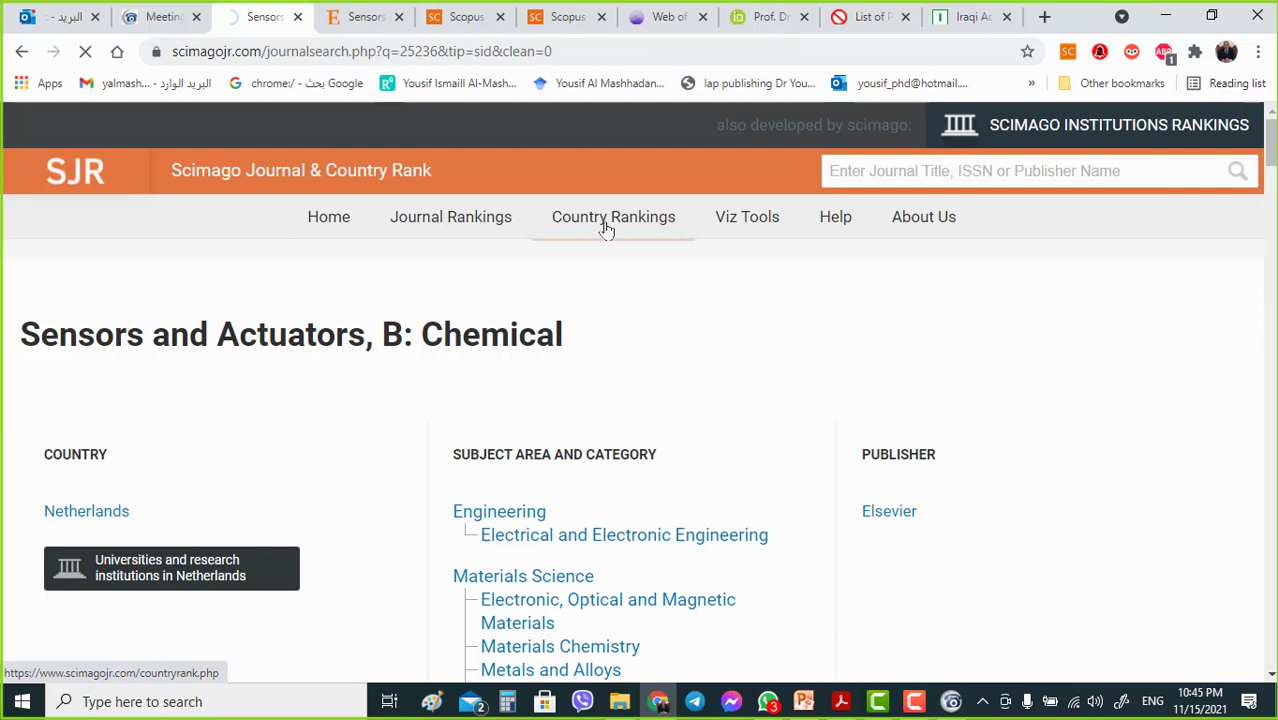 البريد - :
Meeting
Sensors
Sensors
Scopus
Scopus
Web of
Prof. D
List of P
Iraqi Ac
scimagojr.com/journalsearch.php?q=25236&tip=sid&clean=0
1
Apps
yalmash... - البريد الوارد
chrome:/ - بحث Google
Yousif Ismaill Al-Mash...
Yousif Al Mashhadan...
lap publishing Dr You...
yousif_phd@hotmail....
»
Other bookmarks
Reading list
also developed by scimago:
SCIMAGO INSTITUTIONS RANKINGS
SJR
Scimago Journal & Country Rank
Enter Journal Title, ISSN or Publisher Name
Home
Journal Rankings
Country Rankings
Viz Tools
Help
About Us
Sensors and Actuators, B: Chemical
COUNTRY
SUBJECT AREA AND CATEGORY
PUBLISHER
Netherlands
Engineering
Elsevier
Electrical and Electronic Engineering
Universities and research
institutions in Netherlands
Materials Science
Electronic, Optical and Magnetic
Materials
Materials Chemistry
Metals and Alloys
https://www.scimagojr.com/countryrank.php
Type here to search
2
3
ENG
10:45 PM
11/15/2021